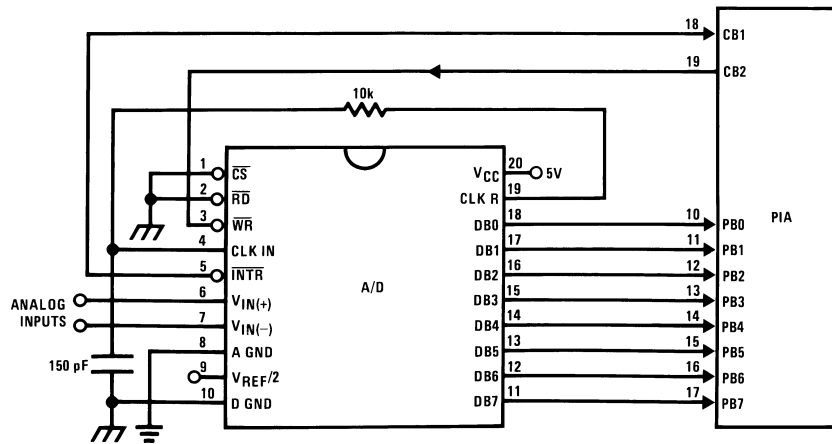 18 CB1
19 CB2
10k
1 CS
2 RD
3 WR
4 CLK IN
5 INTR
6 VIN(+)
7 VIN(−)
8 A GND
9 VREF/2
10 D GND
ANALOG
INPUTS
150 pF
A/D
VCC 20 5V
CLK R 19
DB0 18
DB1 17
DB2 16
DB3 15
DB4 14
DB5 13
DB6 12
DB7 11
10 PB0
11 PB1
12 PB2
13 PB3
14 PB4
15 PB5
16 PB6
17 PB7
PIA